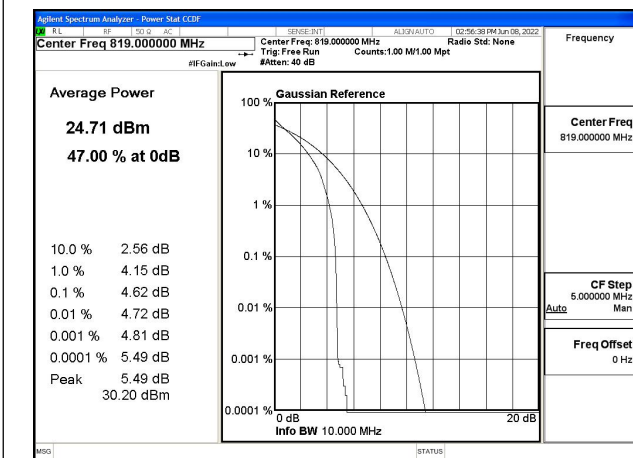 Agilent Spectrum Analyzer - Power Stat CCDF
RL RF 50 Ω AC SENSE:INT ALIGN AUTO 02:56:38 PM Jun 08, 2022
Center Freq 819.000000 MHz
Center Freq: 819.000000 MHz Radio Std: None
Trig: Free Run Counts:1.00 M/1.00 Mpt
#IFGain:Low #Atten: 40 dB
Frequency
Average Power
24.71 dBm
47.00 % at 0dB
10.0 % 2.56 dB
1.0 % 4.15 dB
0.1 % 4.62 dB
0.01 % 4.72 dB
0.001 % 4.81 dB
0.0001 % 5.49 dB
Peak 5.49 dB
30.20 dBm
Gaussian Reference
100 %
10 %
1 %
0.1 %
0.01 %
0.001 %
0.0001 %
0 dB 20 dB
Info BW 10.000 MHz
Center Freq
819.000000 MHz
CF Step
5.000000 MHz
Auto Man
Freq Offset
0 Hz
MSG STATUS